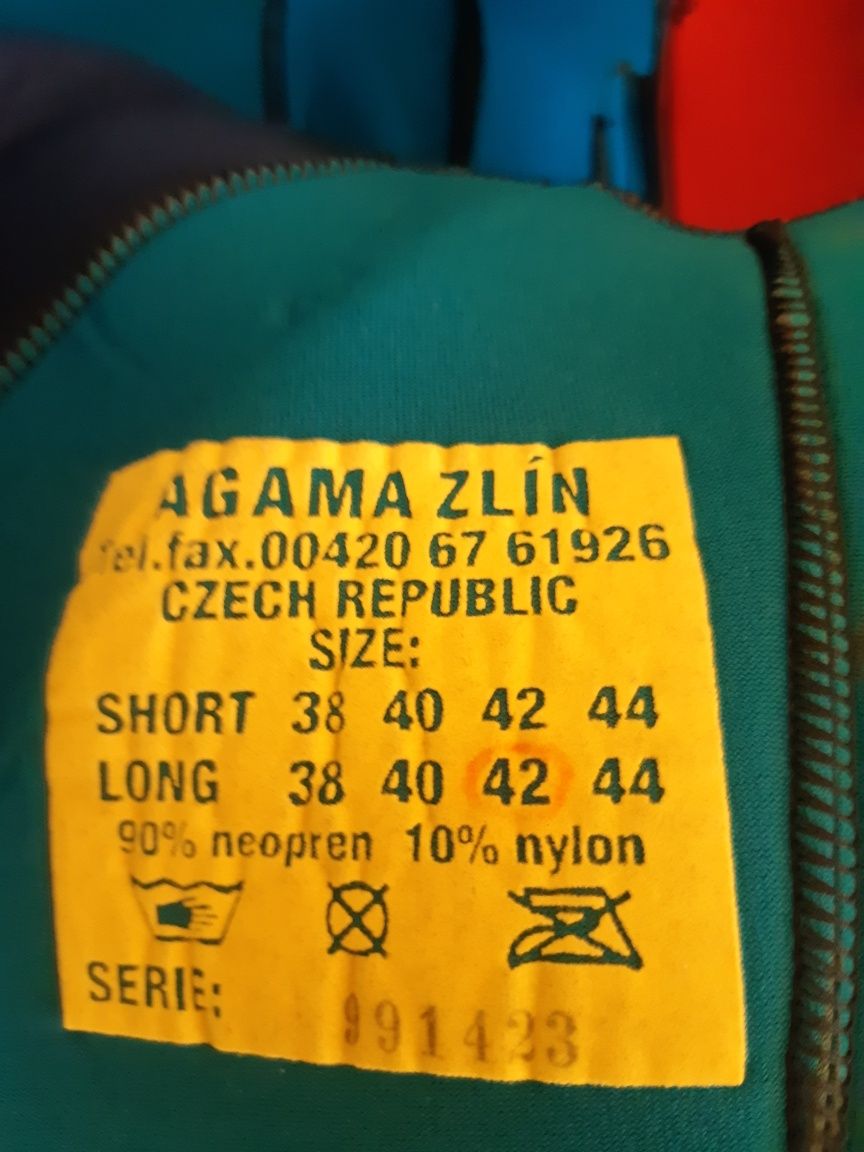 AGAMA ZLÍN
Tel.fax.00420 67 61926
CZECH REPUBLIC
SIZE:
SHORT 38 40 42 44
LONG 38 40 42 44
90% neopren 10% nylon
SERIE: 991423